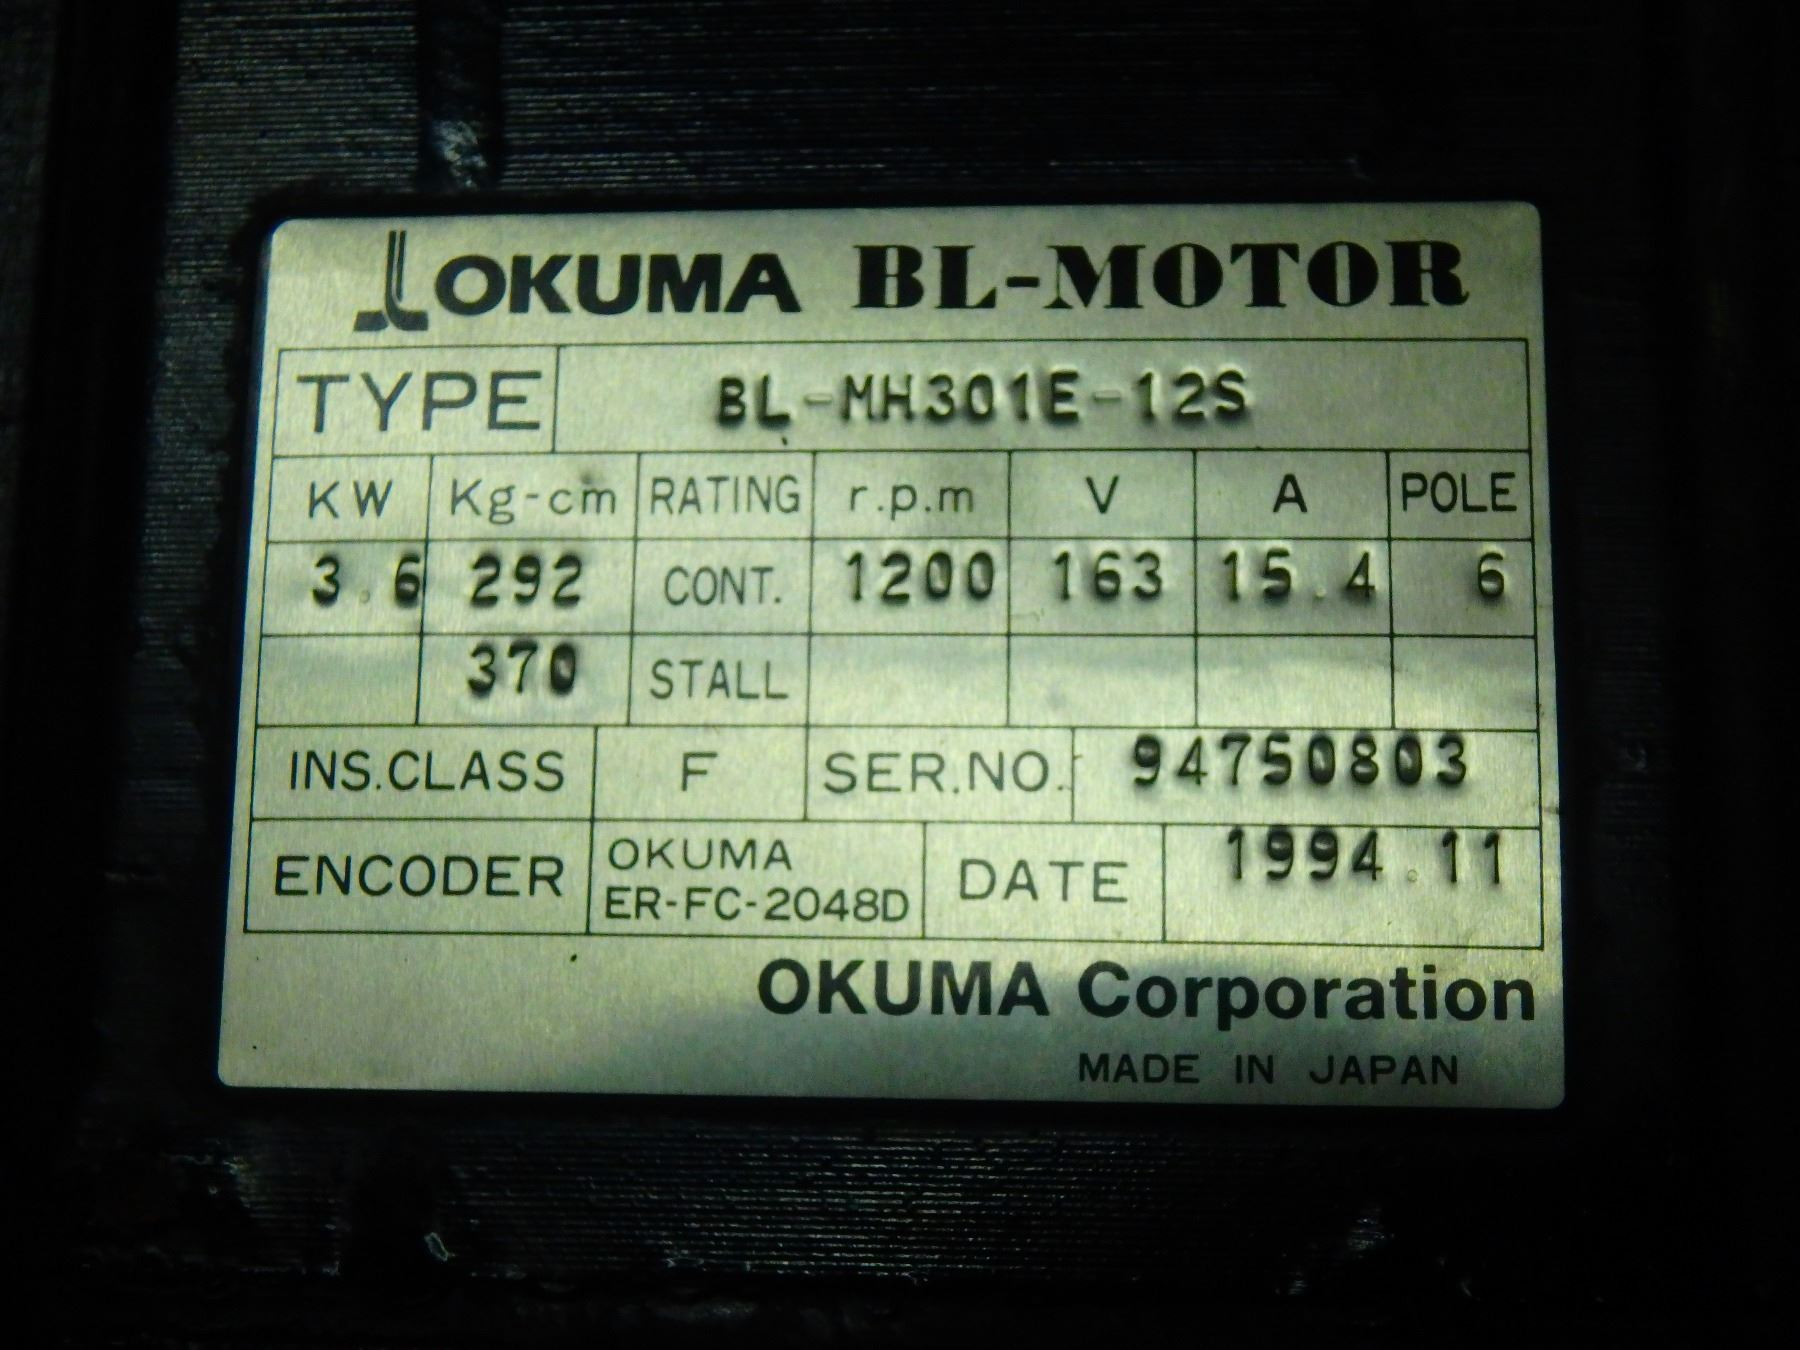 OKUMA BL-MOTOR
TYPE BL-MH301E-12S
KW Kg-cm RATING r.p.m V A POLE
3.6 292 CONT. 1200 163 15.4 6
370 STALL
INS.CLASS F SER.NO. 94750803
ENCODER OKUMA ER-FC-2048D DATE 1994.11
OKUMA Corporation
MADE IN JAPAN